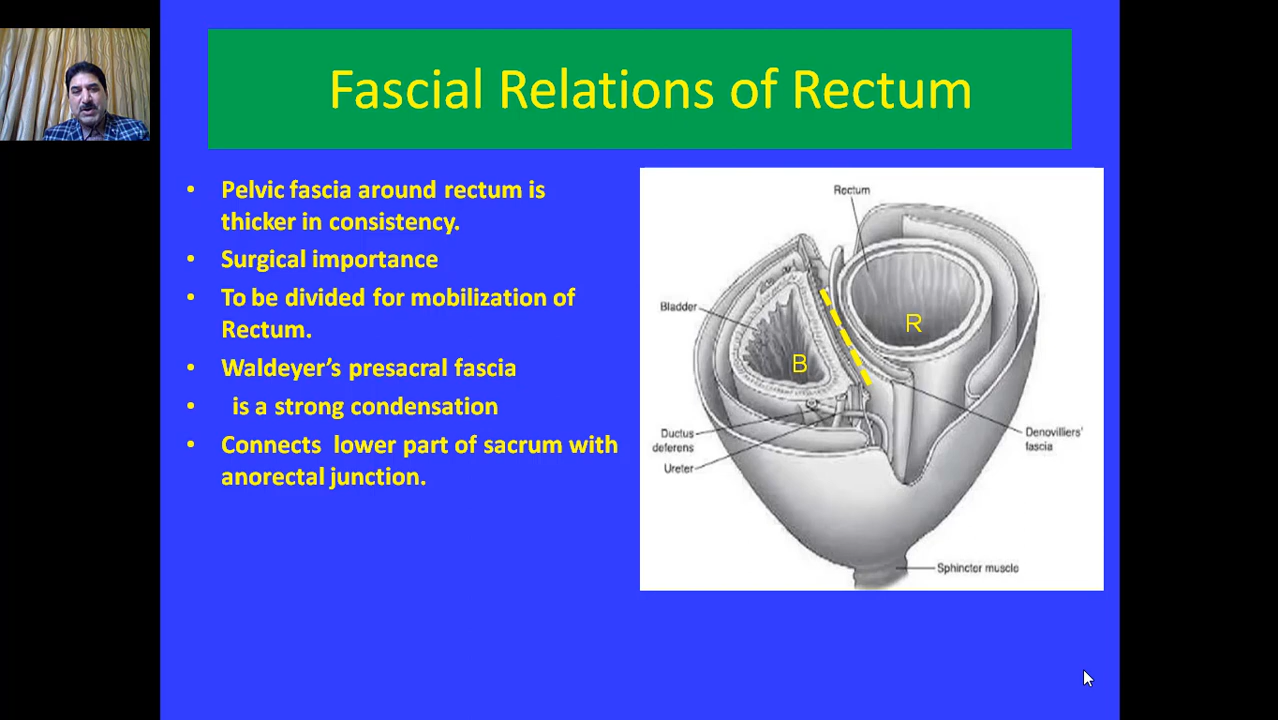 Fascial Relations of Rectum
• Pelvic fascia around rectum is
thicker in consistency.
• Surgical importance
• To be divided for mobilization of
Rectum.
• Waldeyer’s presacral fascia
• is a strong condensation
• Connects lower part of sacrum with
anorectal junction.
Rectum
Bladder
R
B
Ductus
deferens
Ureter
Denovilliers'
fascia
Sphincter muscle